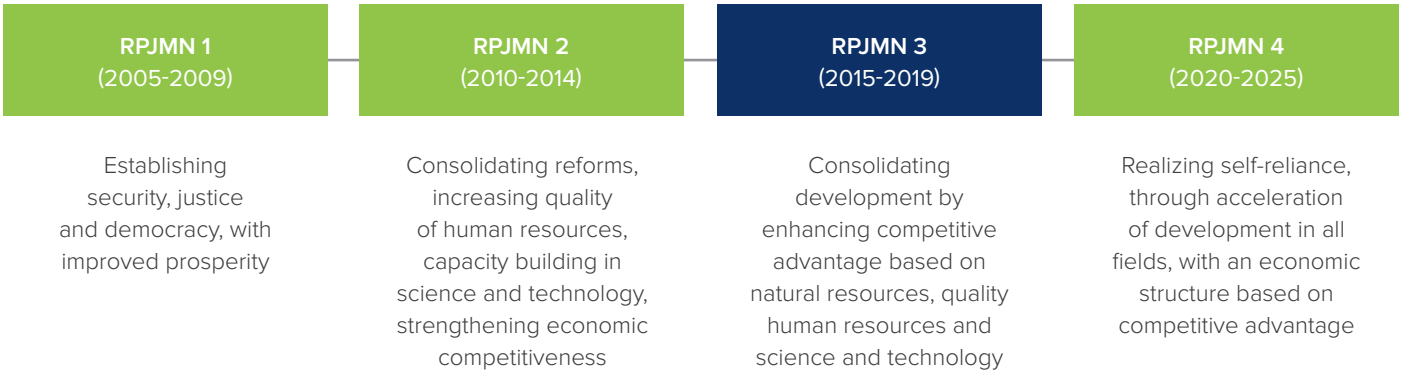 RPJMN 1
(2005-2009)
Establishing
security, justice
and democracy, with
improved prosperity
RPJMN 2
(2010-2014)
Consolidating reforms,
increasing quality
of human resources,
capacity building in
science and technology,
strengthening economic
competitiveness
RPJMN 3
(2015-2019)
Consolidating
development by
enhancing competitive
advantage based on
natural resources, quality
human resources and
science and technology
RPJMN 4
(2020-2025)
Realizing self-reliance,
through acceleration
of development in all
fields, with an economic
structure based on
competitive advantage